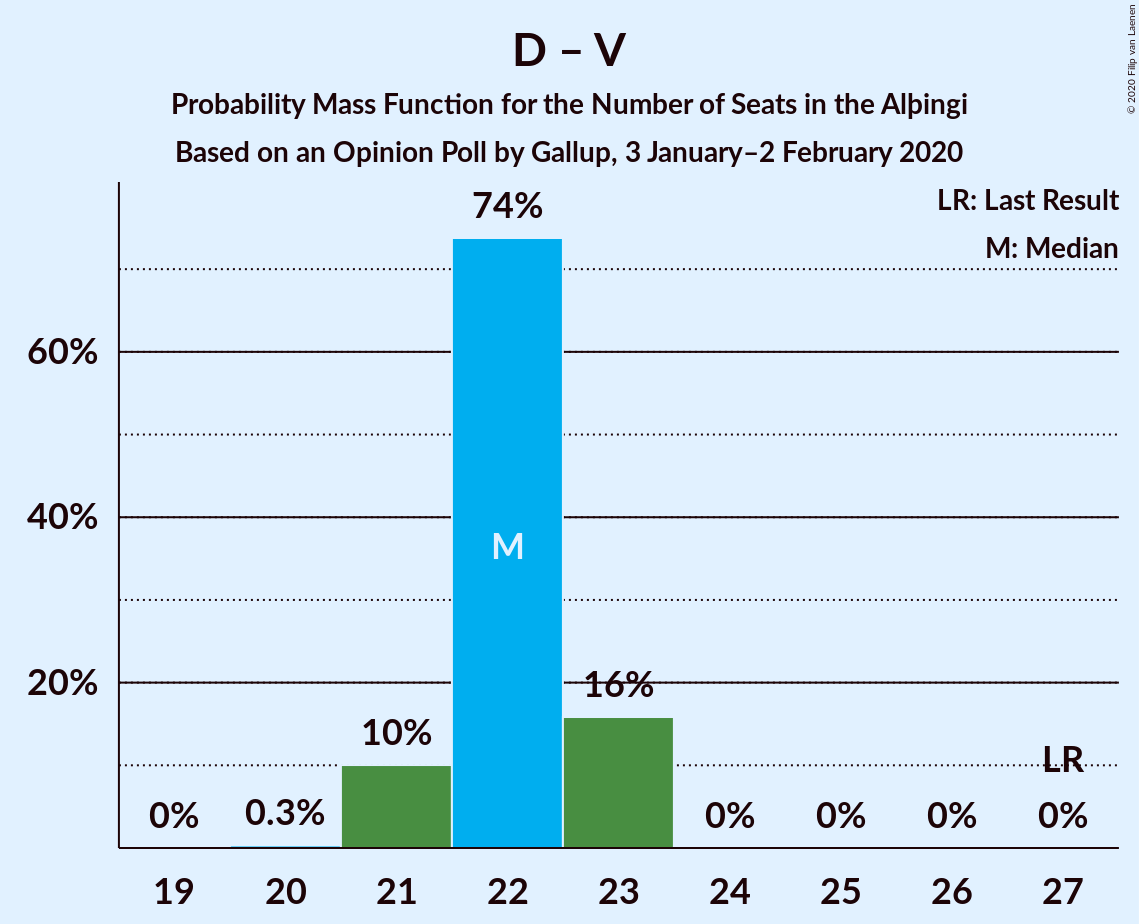 D – V
Probability Mass Function for the Number of Seats in the Alþingi
Based on an Opinion Poll by Gallup, 3 January–2 February 2020
© 2020 Filip van Laenen
LR: Last Result
M: Median
74%
60%
40%
M
20%
16%
10%
LR
0% 0.3% 0% 0% 0% 0%
19 20 21 22 23 24 25 26 27